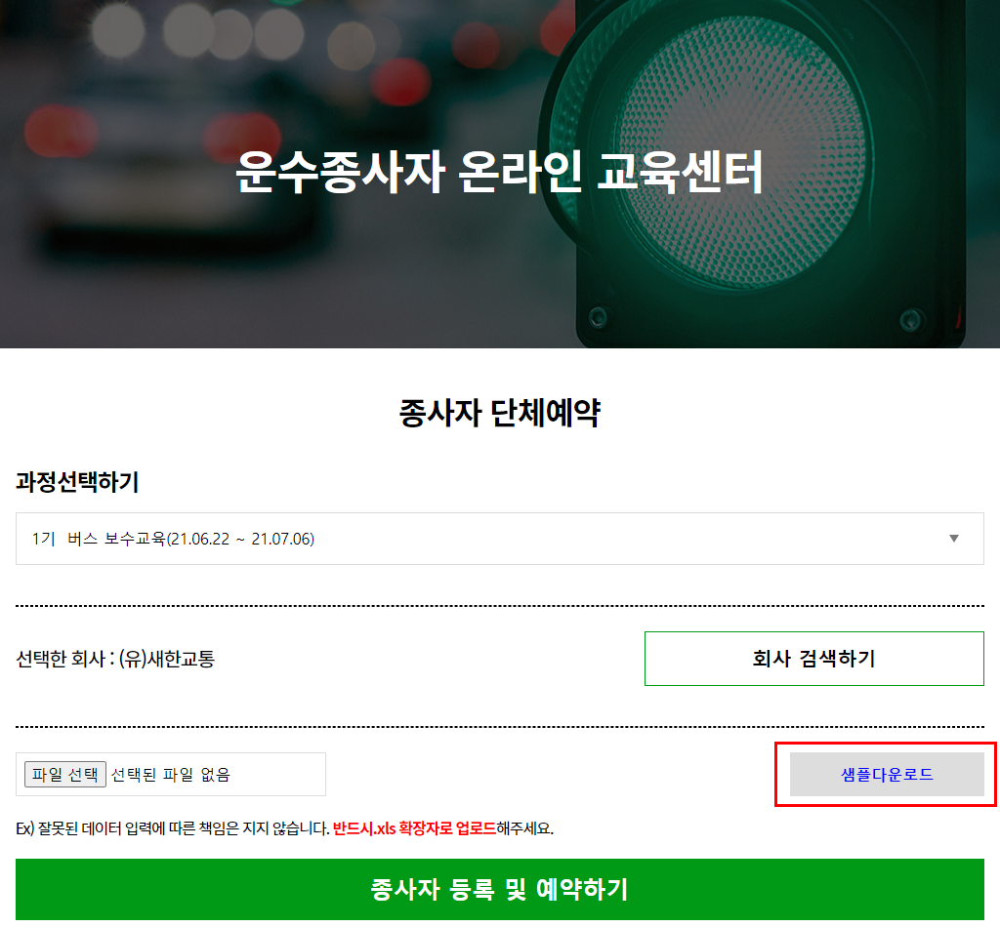 운수종사자 온라인 교육센터
종사자 단체예약
과정선택하기
1기 버스 보수교육(21.06.22 ~ 21.07.06)
선택한 회사 : (유)새한교통
회사 검색하기
파일 선택 선택된 파일 없음
샘플다운로드
Ex) 잘못된 데이터 입력에 따른 책임은 지지 않습니다. 반드시.xls 확장자로 업로드해주세요.
종사자 등록 및 예약하기